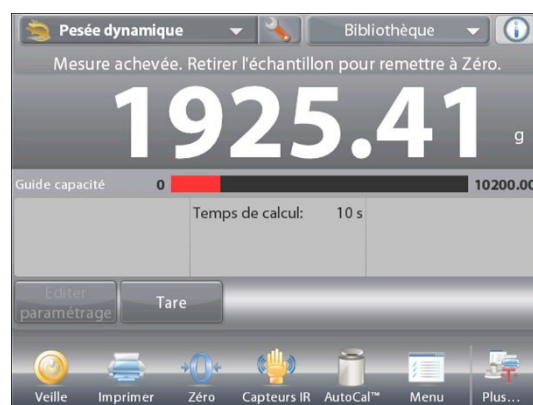 Pesée dynamique
Bibliothèque
Mesure achevée. Retirer l'échantillon pour remettre à Zéro.
1925.41 g
Guide capacité 0 10200.00
Temps de calcul: 10 s
Editer paramétrage
Tare
Veille Imprimer Zéro Capteurs IR AutoCal™ Menu Plus...